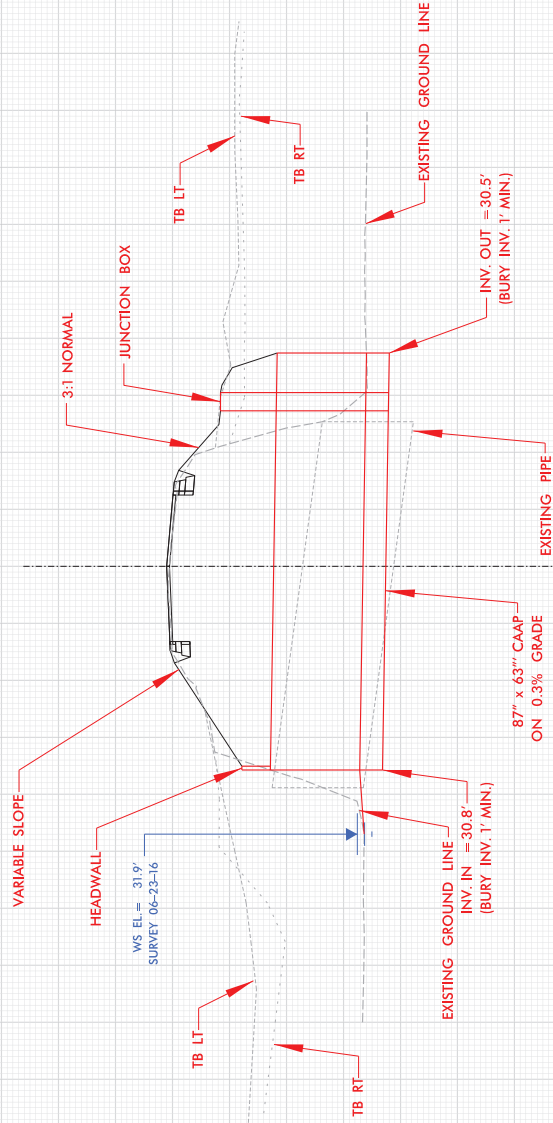 VARIABLE SLOPE
HEADWALL
WS EL.= 31.9'
SURVEY 06-23-16
TB LT
TB RT
EXISTING GROUND LINE
INV. IN =30.8'
(BURY INV. 1' MIN.)
87" x 63"' CAAP
ON 0.3% GRADE
EXISTING PIPE
3:1 NORMAL
JUNCTION BOX
TB LT
TB RT
EXISTING GROUND LINE
INV. OUT =30.5'
(BURY INV. 1' MIN.)